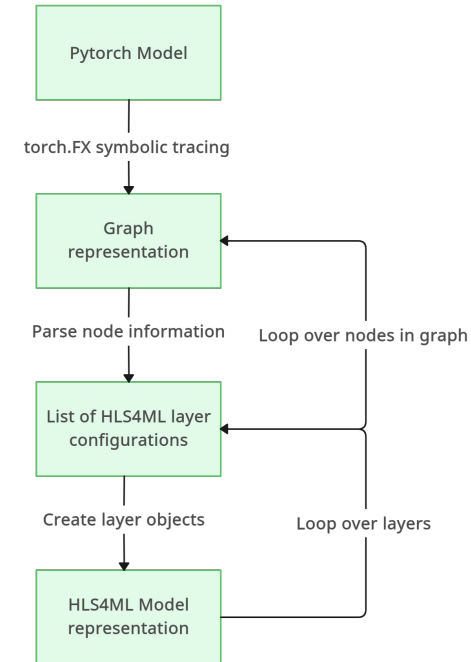 Pytorch Model
torch.FX symbolic tracing
Graph
representation
Parse node information
Loop over nodes in graph
List of HLS4ML layer
configurations
Create layer objects
Loop over layers
HLS4ML Model
representation